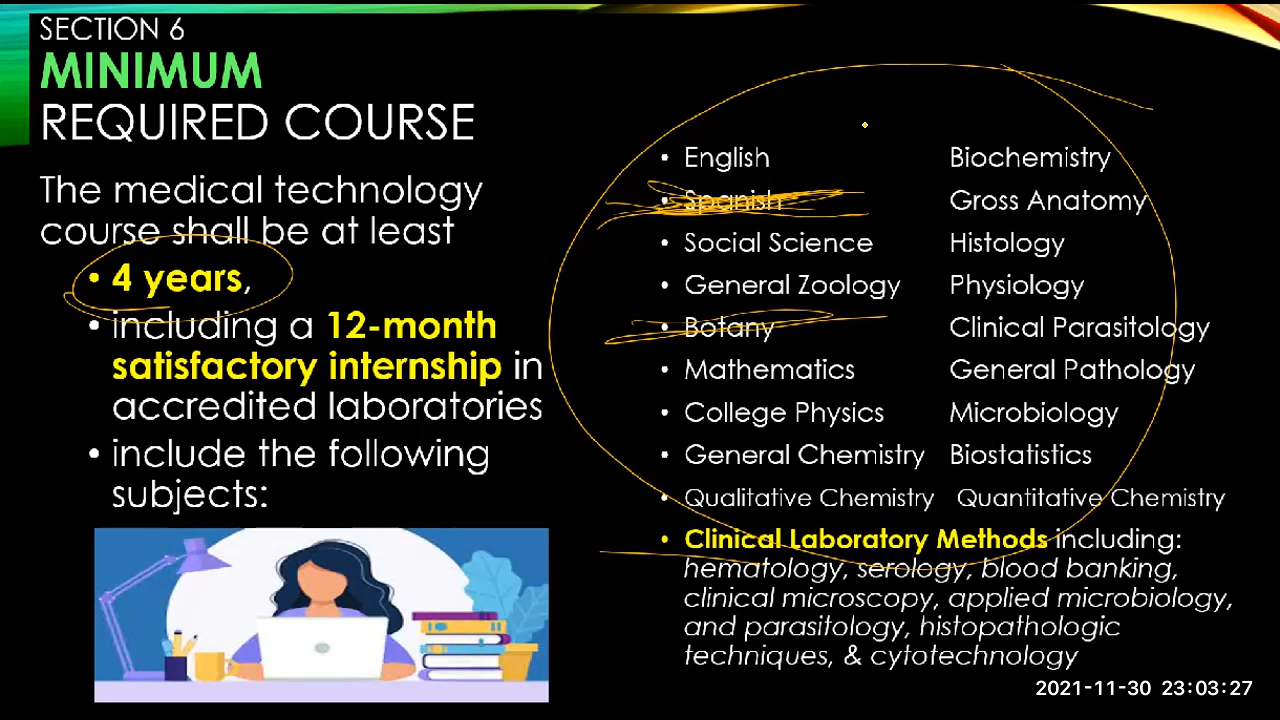 SECTION 6
MINIMUM
REQUIRED COURSE
The medical technology
course shall be at least
• 4 years,
• including a 12-month
satisfactory internship in
accredited laboratories
• include the following
subjects:
• English Biochemistry
• Spanish Gross Anatomy
• Social Science Histology
• General Zoology Physiology
• Botany Clinical Parasitology
• Mathematics General Pathology
• College Physics Microbiology
• General Chemistry Biostatistics
• Qualitative Chemistry Quantitative Chemistry
• Clinical Laboratory Methods including:
hematology, serology, blood banking,
clinical microscopy, applied microbiology,
and parasitology, histopathologic
techniques, & cytotechnology
2021-11-30 23:03:27